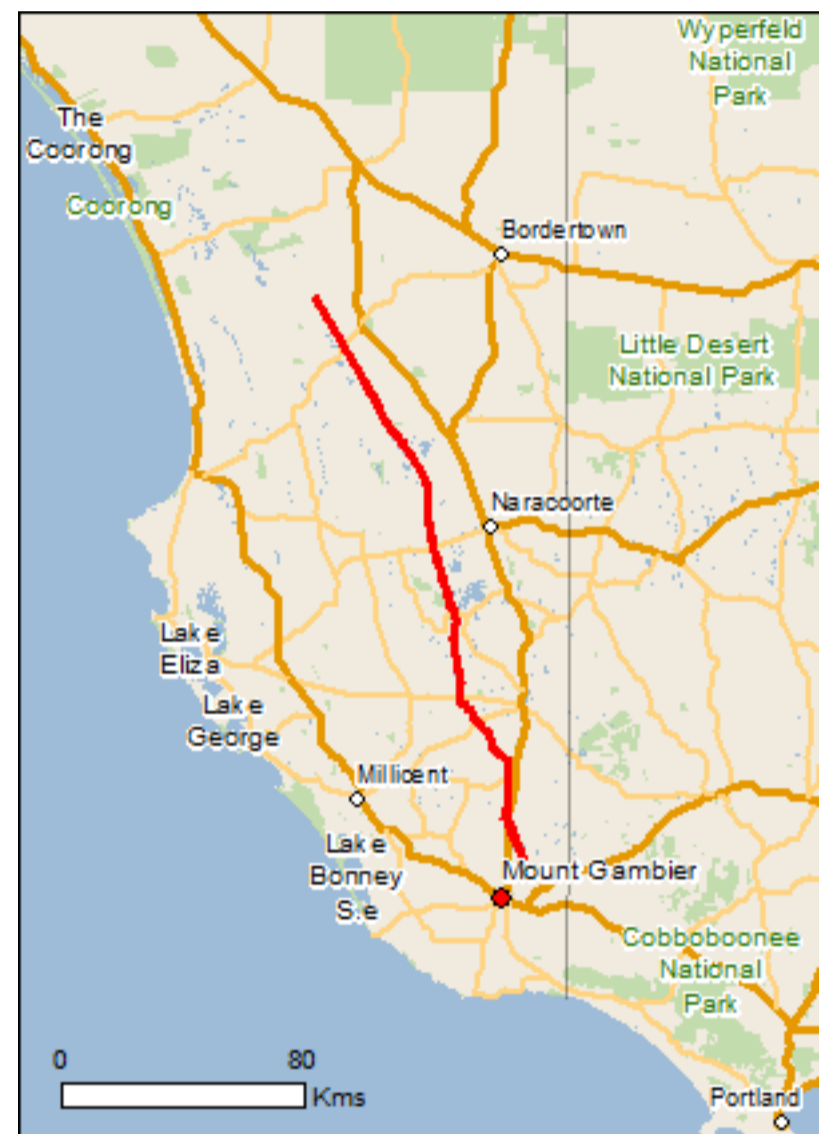 Wyperfeld
National
Park
The
Coorong
Coorong
Bordertown
Little Desert
National Park
Naracoorte
Lake
Eliza
Lake
George
Millicent
Lake
Bonney
S.e
Mount Gambier
Cobboboonee
National
Park
0 80
Kms
Portland